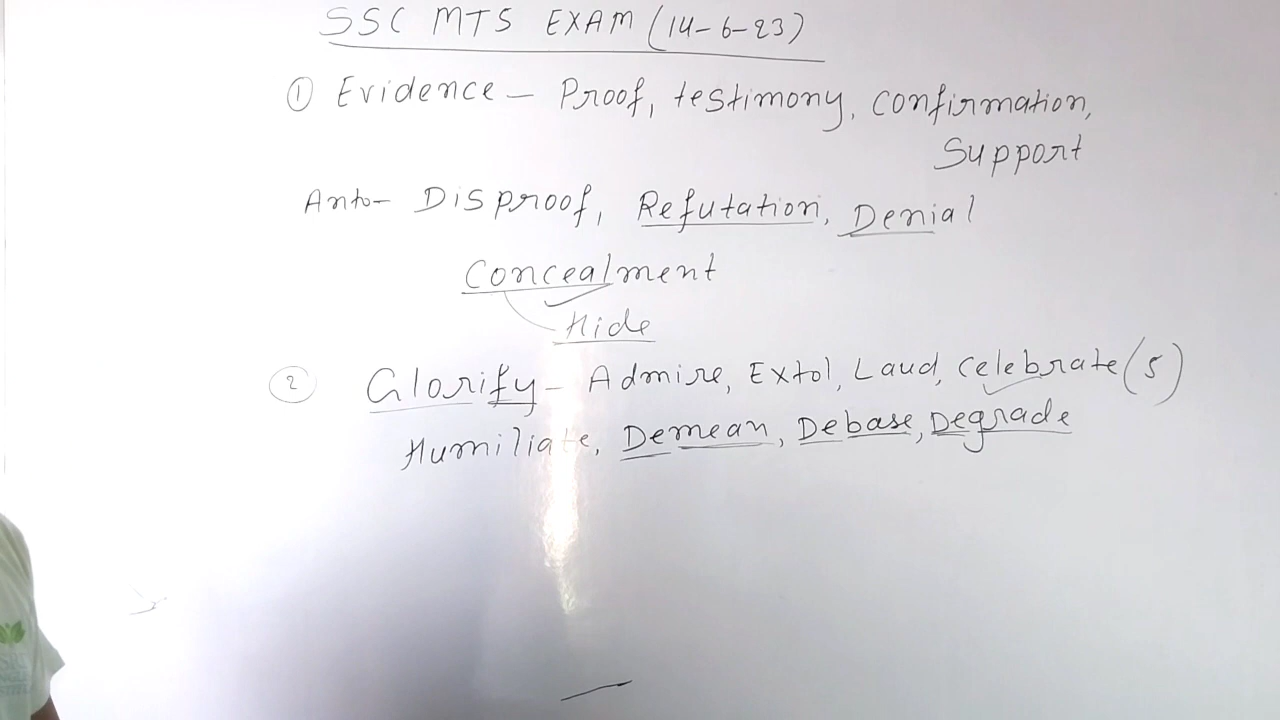 SSC MTS EXAM (14-6-23)
① Evidence - Proof, testimony, confirmation,
Support
Anto- Disproof, Refutation, Denial
Concealment
Hide
② Glorify - Admire, Extol, Laud, Celebrate (S)
Humiliate, Demean, Debase, Degrade